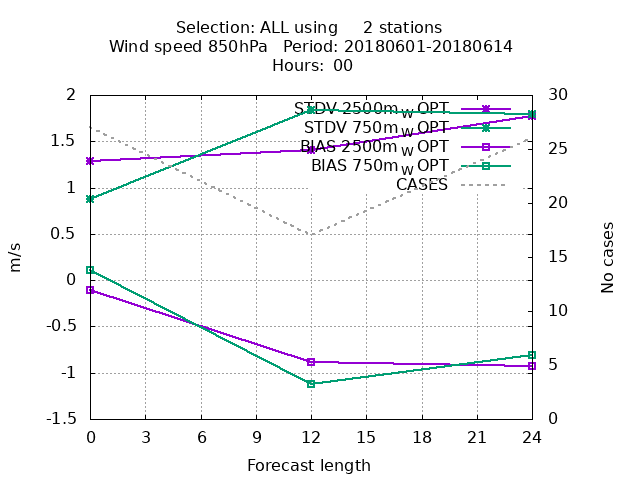 Selection: ALL using     2 stations
Wind speed 850hPa   Period: 20180601-20180614
Hours:  00
STDV 2500m_W OPT
STDV 750m_W OPT
BIAS 2500m_W OPT
BIAS 750m_W OPT
CASES
2
1.5
1
0.5
0
-0.5
-1
-1.5
m/s
30
25
20
15
10
5
0
No cases
0 3 6 9 12 15 18 21 24
Forecast length